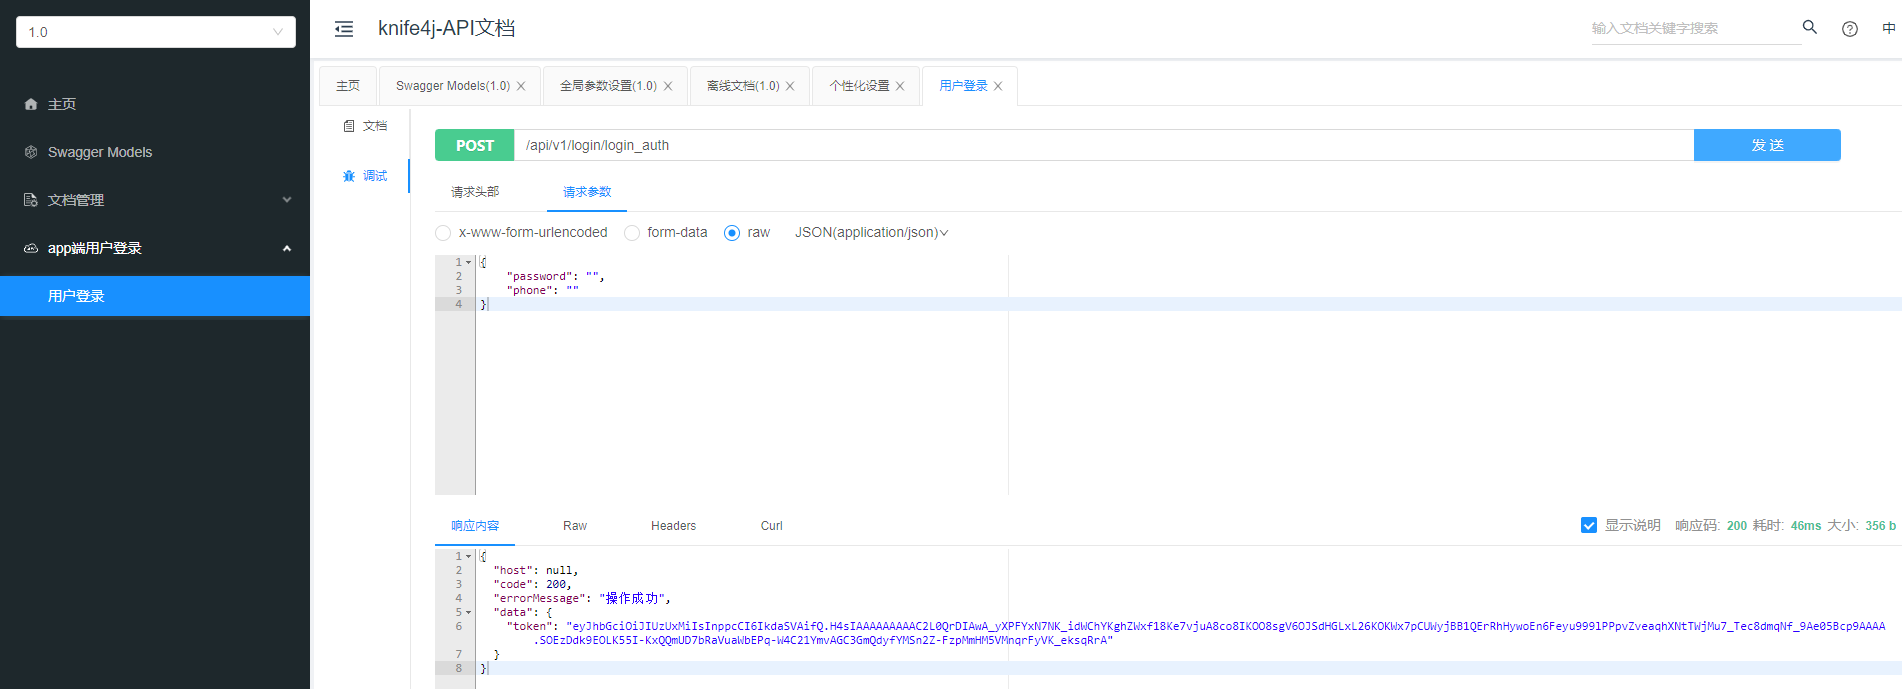 1.0
knife4j-API文档
输入文档关键字搜索
中
主页
Swagger Models(1.0)
全局参数设置(1.0)
离线文档(1.0)
个性化设置
用户登录
主页
Swagger Models
文档管理
app端用户登录
用户登录
文档
调试
POST
/api/v1/login/login_auth
发 送
请求头部
请求参数
x-www-form-urlencoded
form-data
raw
JSON(application/json)
1 {
2 "password": "",
3 "phone": ""
4 }
响应内容
Raw
Headers
Curl
显示说明
响应码: 200 耗时: 46ms 大小: 356 b
1 {
2 "host": null,
3 "code": 200,
4 "errorMessage": "操作成功",
5 "data": {
6 "token": "eyJhbGciOiJIUzUxMiIsInppcCI6IkdaSVAifQ.H4sIAAAAAAAAAC2L0QrDIAwA_yXPFYxN7NK_idWChYKghZWxf18Ke7vjuA8co8IKOO8sgV6OJSdHGLxL26KOKWx7pCUWyjBB1QErRhHywoEn6Feyu999lPPpvZveaqhXNtTWjMu7_Tec8dmqNf_9Ae05Bcp9AAAA
.SOEzDdk9EOLK55I-KxQQmUD7bRaVuaWbEPq-W4C21YmvAGC3GmQdyfYMSn2Z-FzpMmHM5VMnqrFyVK_eksqRrA"
7 }
8 }